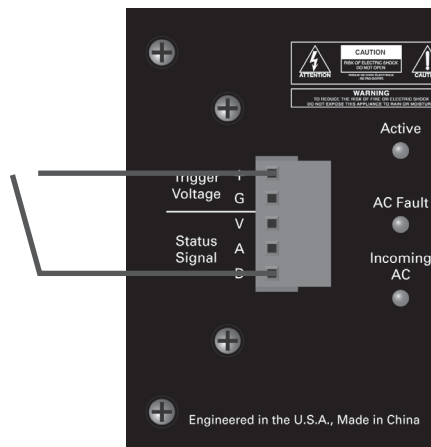 CAUTION
RISK OF ELECTRIC SHOCK
DO NOT OPEN
ATTENTION
WARNING
TO REDUCE THE RISK OF FIRE OR ELECTRIC SHOCK
DO NOT EXPOSE THIS APPLIANCE TO RAIN OR MOISTUR
Active
Trigger
Voltage
G
V
AC Fault
Status
Signal
A
Incoming
AC
Engineered in the U.S.A., Made in China